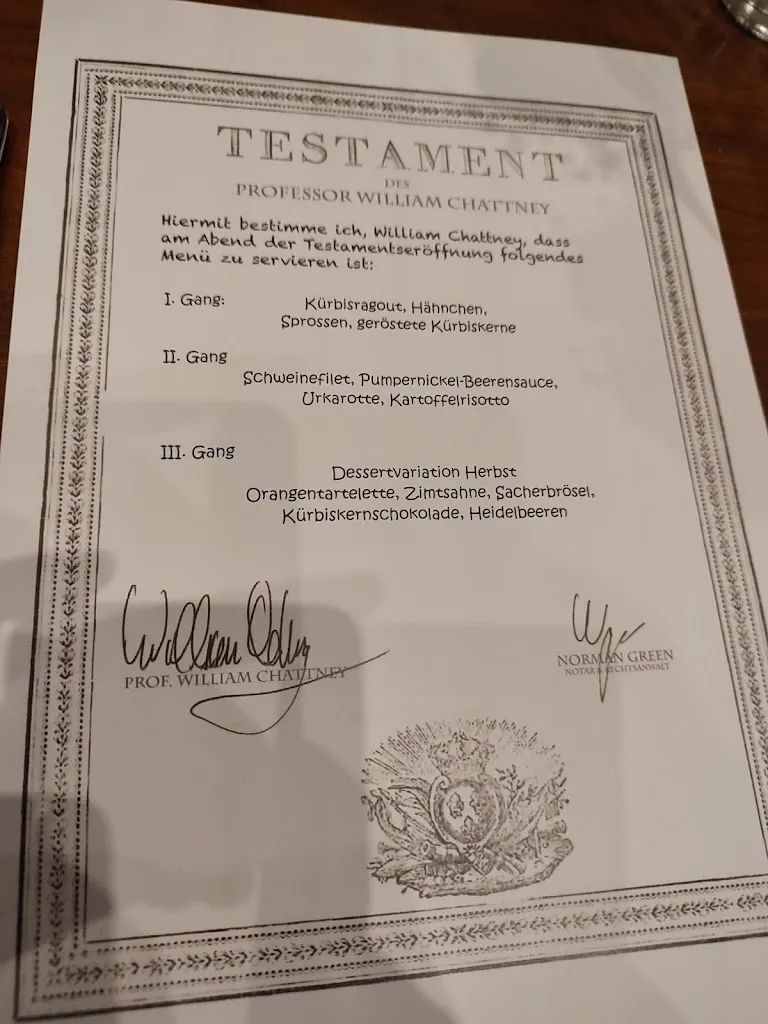 TESTAMENT
DES
PROFESSOR WILLIAM CHATTNEY
Hiermit bestimme ich, William Chattney, dass
am Abend der Testamentseröffnung folgendes
Menü zu servieren ist:
I. Gang:
Kürbisragout, Hähnchen,
Sprossen, geröstete Kürbiskerne
II. Gang
Schweinefilet, Pumpernickel-Beerensauce,
Urkarotte, Kartoffelrisotto
III. Gang
Dessertvariation Herbst
Orangentartelette, Zimtsahne, Sacherbrösel,
Kürbiskernschokolade, Heidelbeeren
PROF. WILLIAM CHATTNEY
NORMAN GREEN
NOTAR & RECHTSANWALT